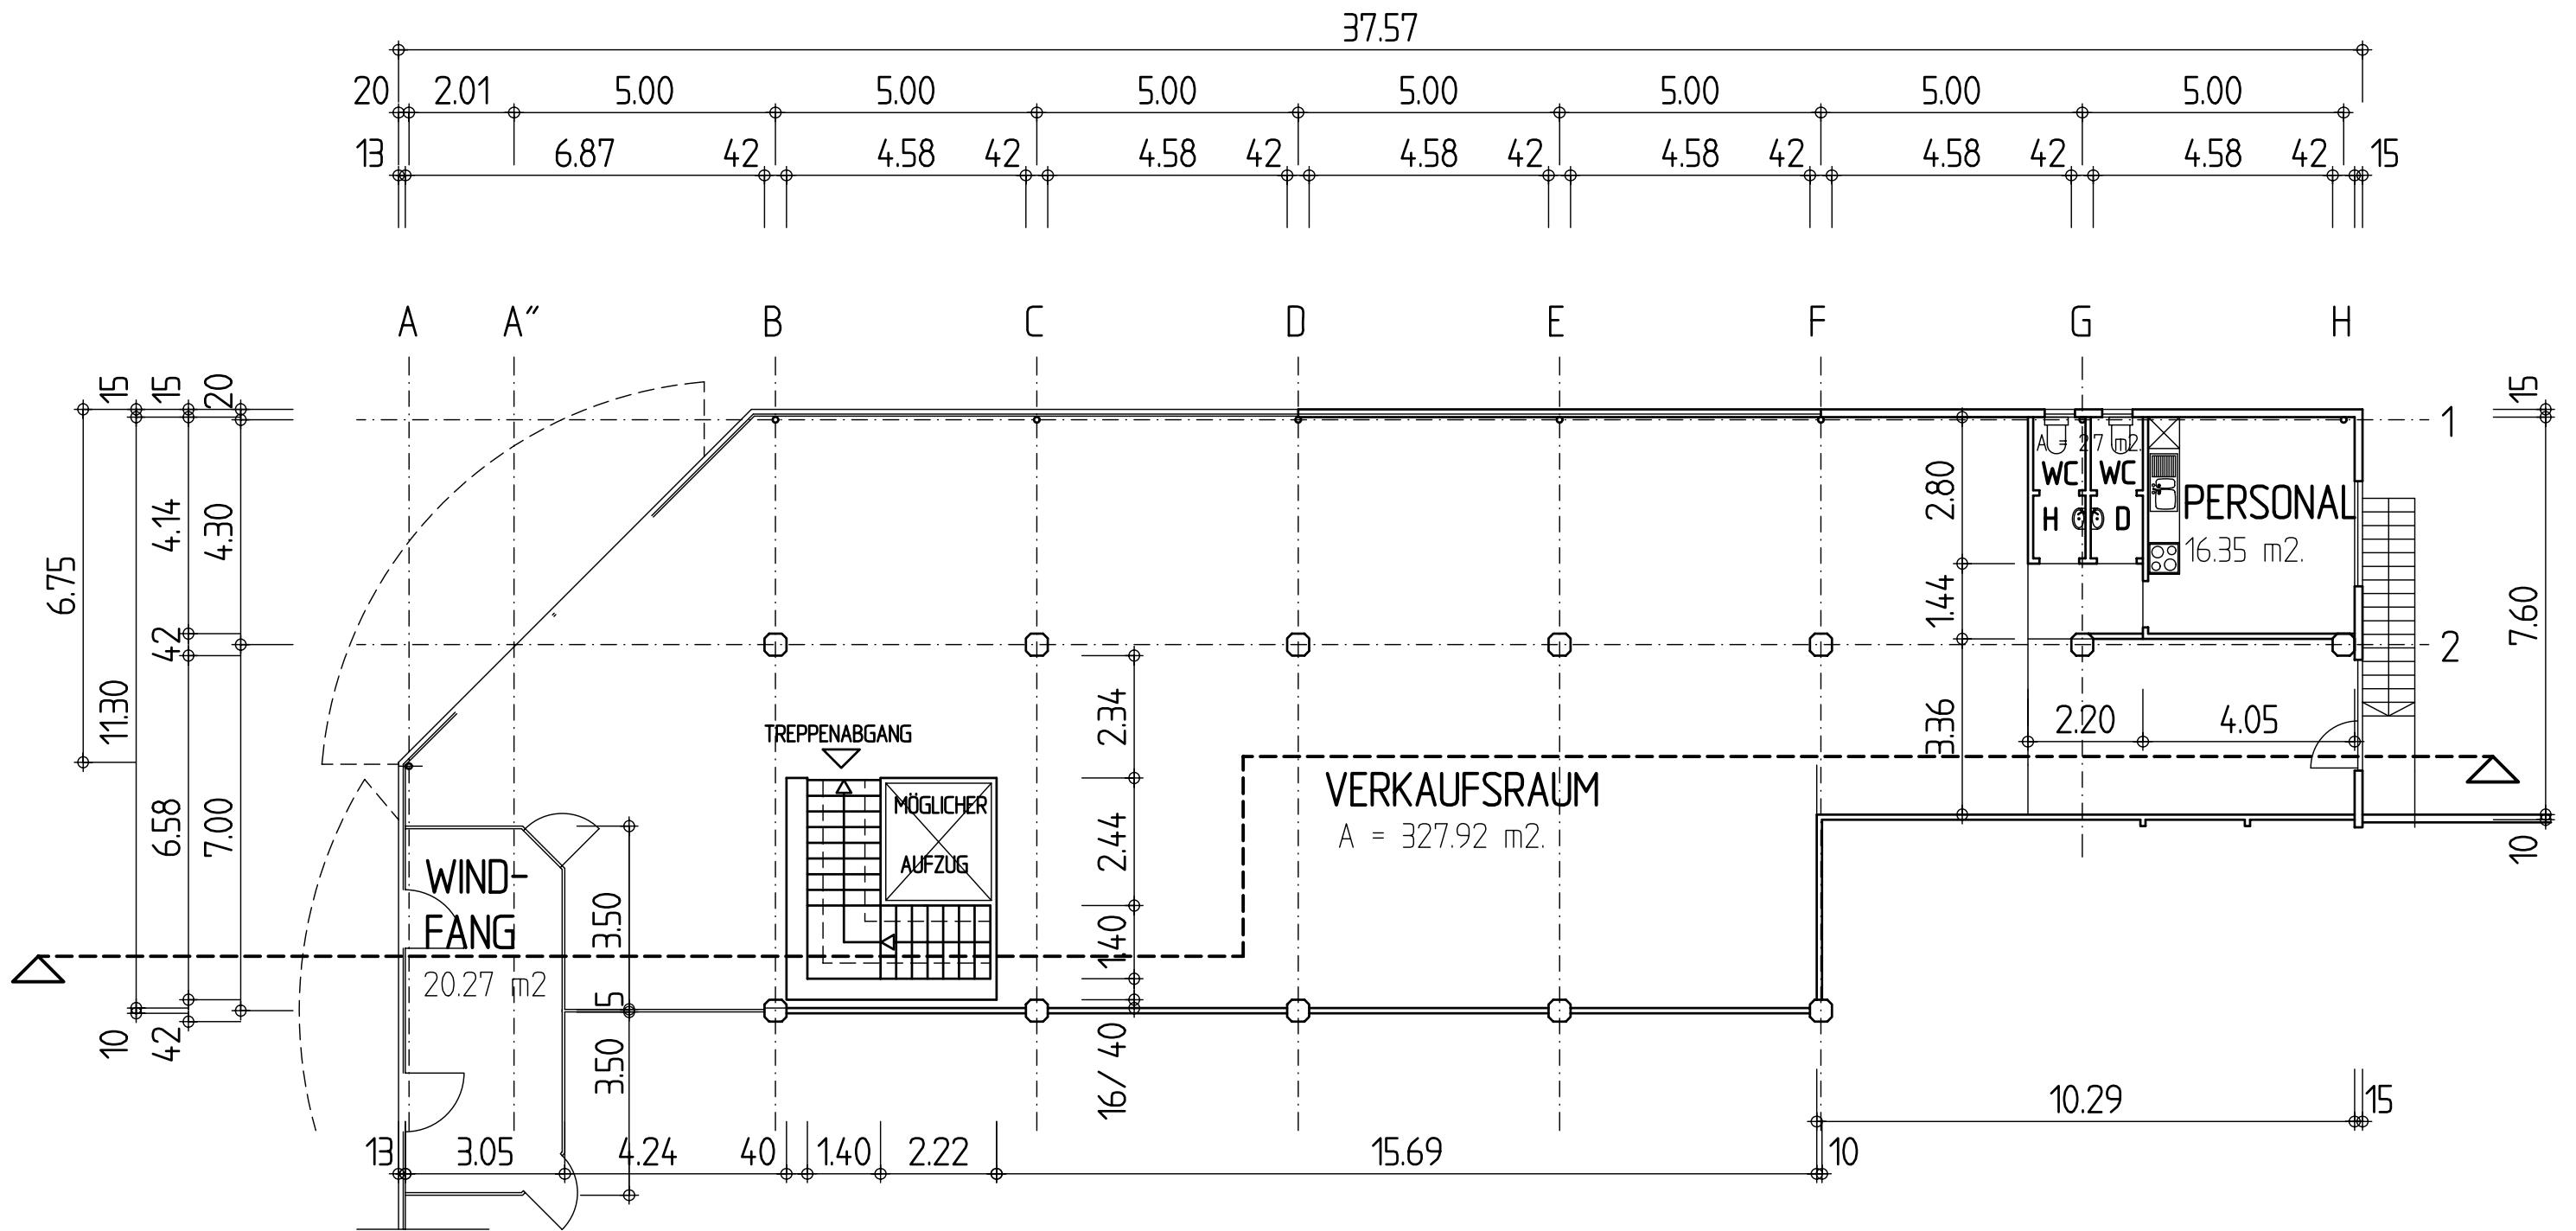 37.57
20 2.01 5.00 5.00 5.00 5.00 5.00 5.00 5.00
13 6.87 42 4.58 42 4.58 42 4.58 42 4.58 42 4.58 42 4.58 42 15
A A" B C D E F G H
15 15 20 15
1
6.75 4.14 4.30 2.80
A = 2.7 m2.
WC WC
H D
PERSONAL
16.35 m2.
42 1.44 7.60
2
11.30 2.34 3.36 2.20 4.05
TREPPENABGANG
6.58 7.00 2.44
MÖGLICHER
AUFZUG
VERKAUFSRAUM
A = 327.92 m2.
10
WIND-
FANG
20.27 m2
3.50 1.40
15
10 42 3.50 16/ 40
10.29 15
13 3.05 4.24 40 1.40 2.22 15.69 10